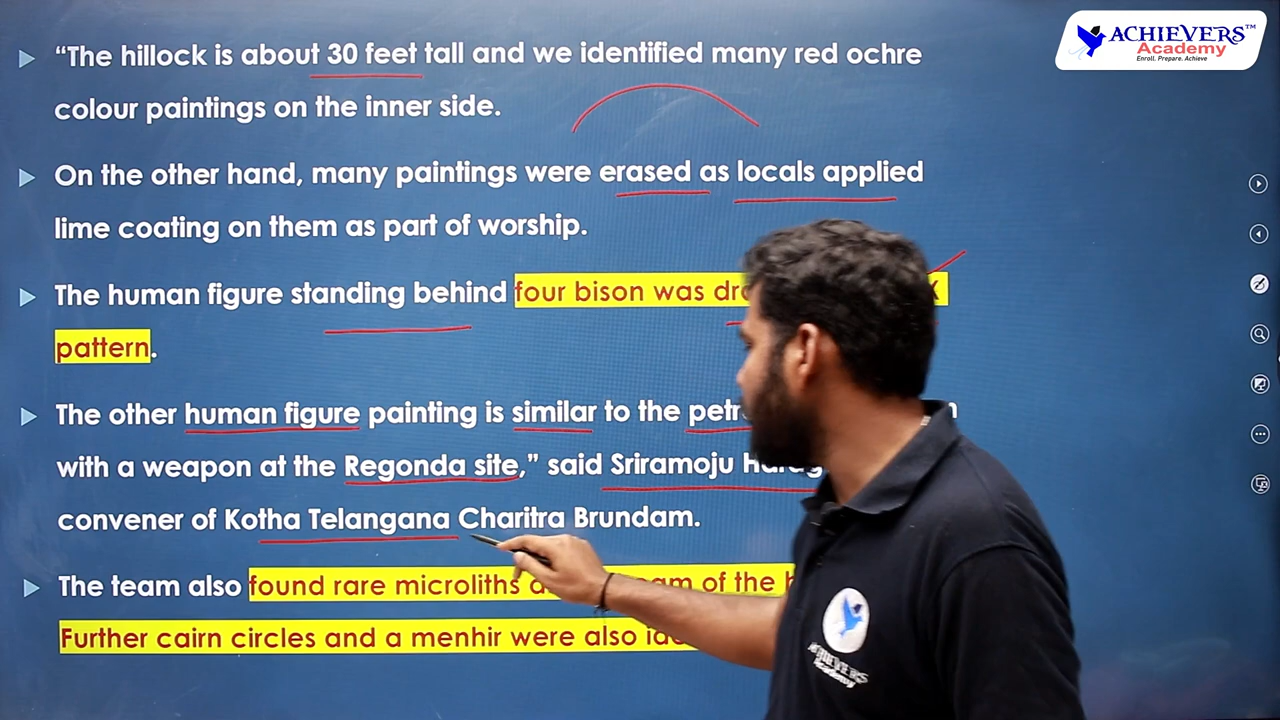 ACHIEVERS™
Academy
Enroll. Prepare. Achieve
“The hillock is about 30 feet tall and we identified many red ochre
colour paintings on the inner side.
On the other hand, many paintings were erased as locals applied
lime coating on them as part of worship.
The human figure standing behind four bison was
pattern.
The other human figure painting is similar to the
with a weapon at the Regonda site,” said Sriramoju
convener of Kotha Telangana Charitra Brundam.
The team also found rare microliths of the
Further cairn circles and a menhir were also
ACHIEVERS
Academy